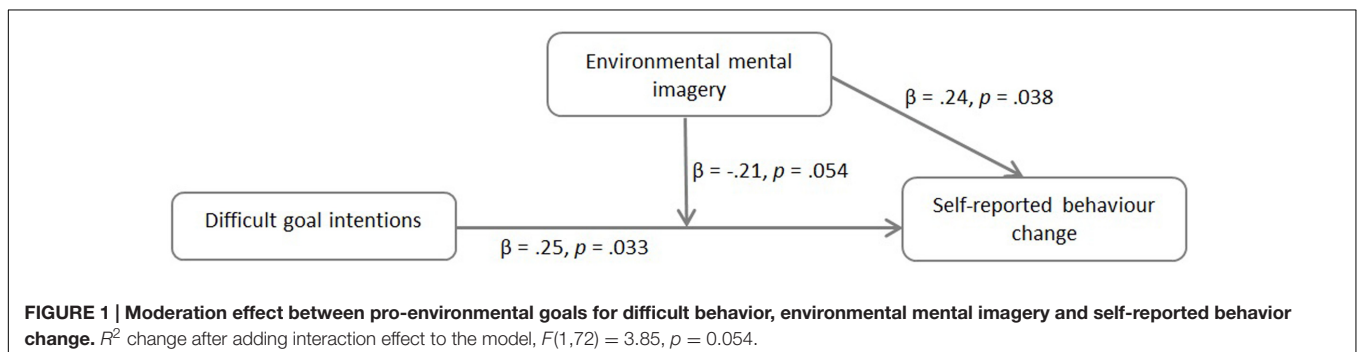 Environmental mental
imagery
β = .24, p = .038
β = -.21, p = .054
Difficult goal intentions
Self-reported behaviour
change
β = .25, p = .033
FIGURE 1 | Moderation effect between pro-environmental goals for difficult behavior, environmental mental imagery and self-reported behavior
change. R² change after adding interaction effect to the model, F(1,72) = 3.85, p = 0.054.